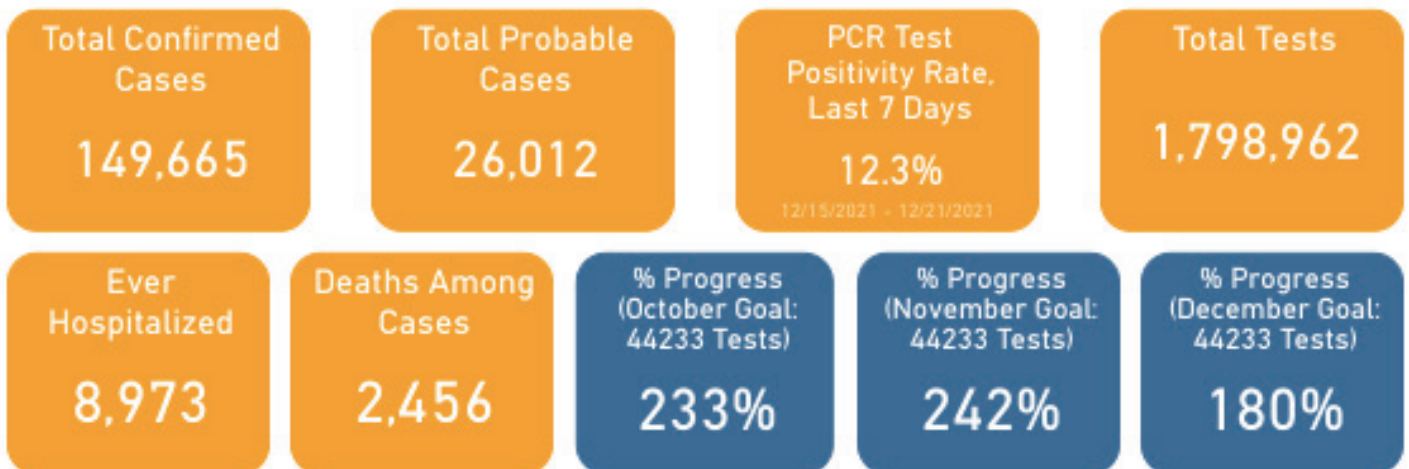 Total Confirmed
Cases
149,665
Total Probable
Cases
26,012
PCR Test
Positivity Rate,
Last 7 Days
12.3%
12/15/2021 - 12/21/2021
Total Tests
1,798,962
Ever
Hospitalized
8,973
Deaths Among
Cases
2,456
% Progress
(October Goal:
44233 Tests)
233%
% Progress
(November Goal:
44233 Tests)
242%
% Progress
(December Goal:
44233 Tests)
180%